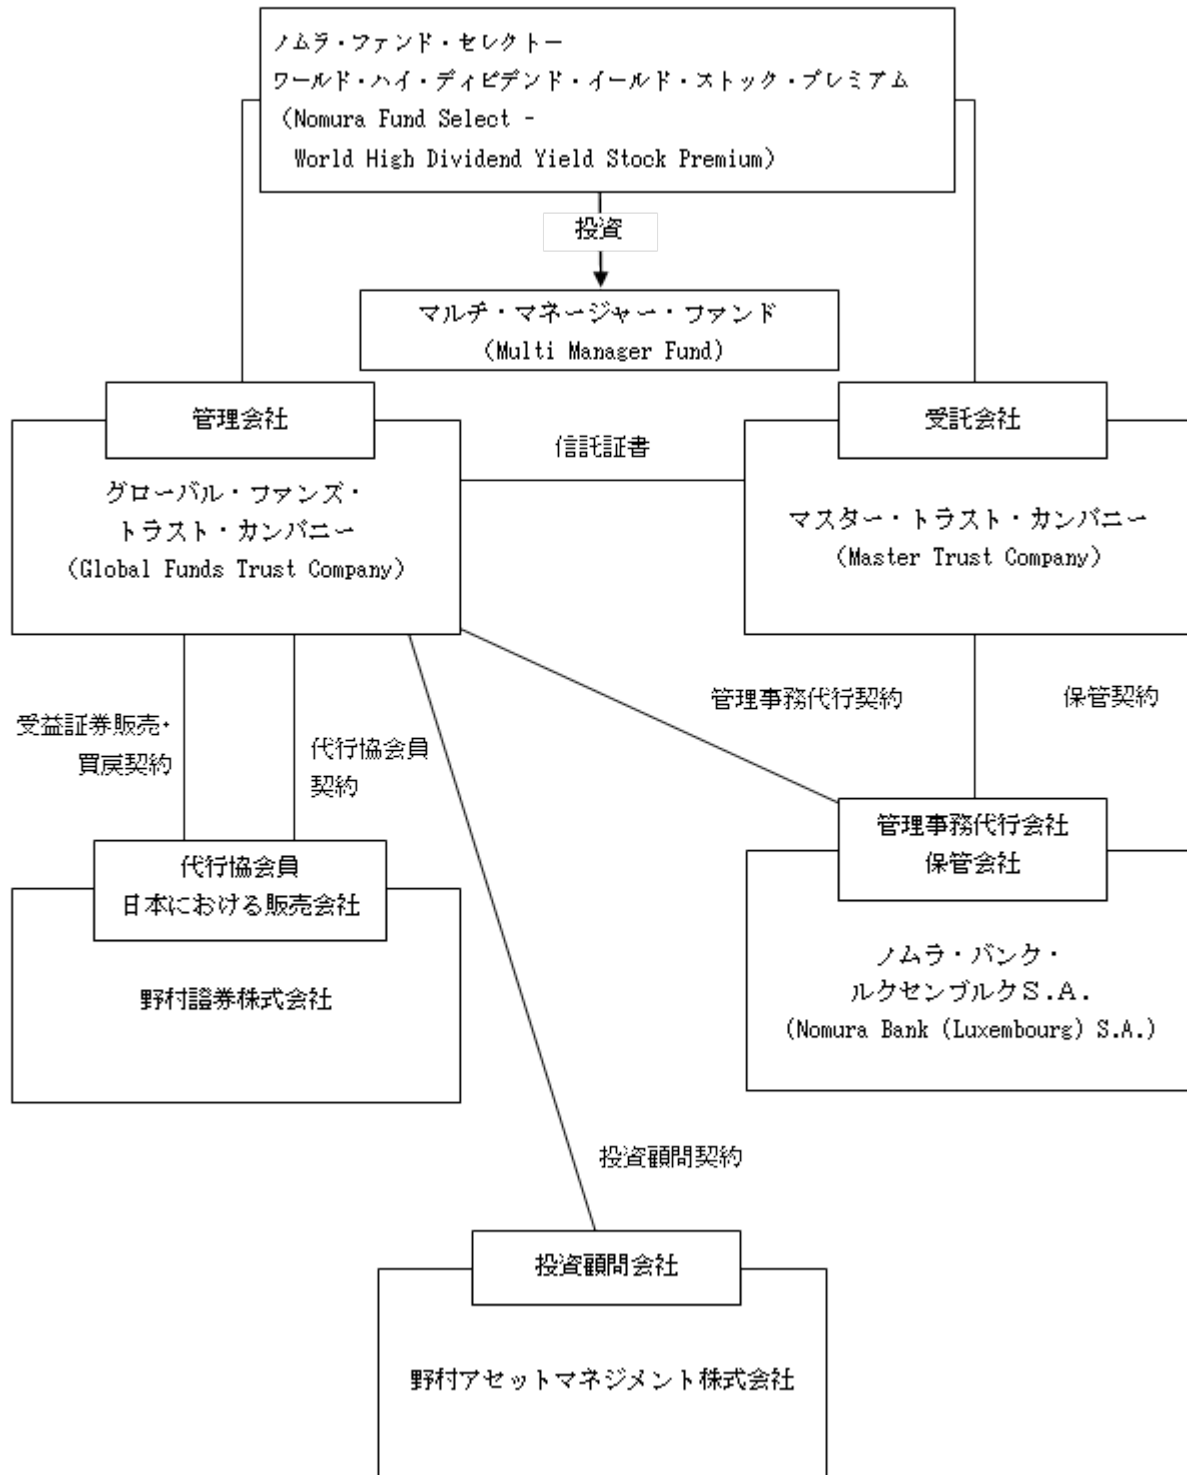 ノムラ・ファンド・セレクトー
ワールド・ハイ・ディビデンド・イールド・ストック・プレミアム
(Nomura Fund Select -
World High Dividend Yield Stock Premium)
投資
マルチ・マネージャー・ファンド
(Multi Manager Fund)
管理会社
受託会社
信託証書
グローバル・ファンズ・
トラスト・カンパニー
(Global Funds Trust Company)
マスター・トラスト・カンパニー
(Master Trust Company)
受益証券販売・
買戻契約
代行協会員
契約
管理事務代行契約
保管契約
代行協会員
日本における販売会社
野村證券株式会社
管理事務代行会社
保管会社
ノムラ・バンク・
ルクセンブルクS.A.
(Nomura Bank (Luxembourg) S.A.)
投資顧問契約
投資顧問会社
野村アセットマネジメント株式会社